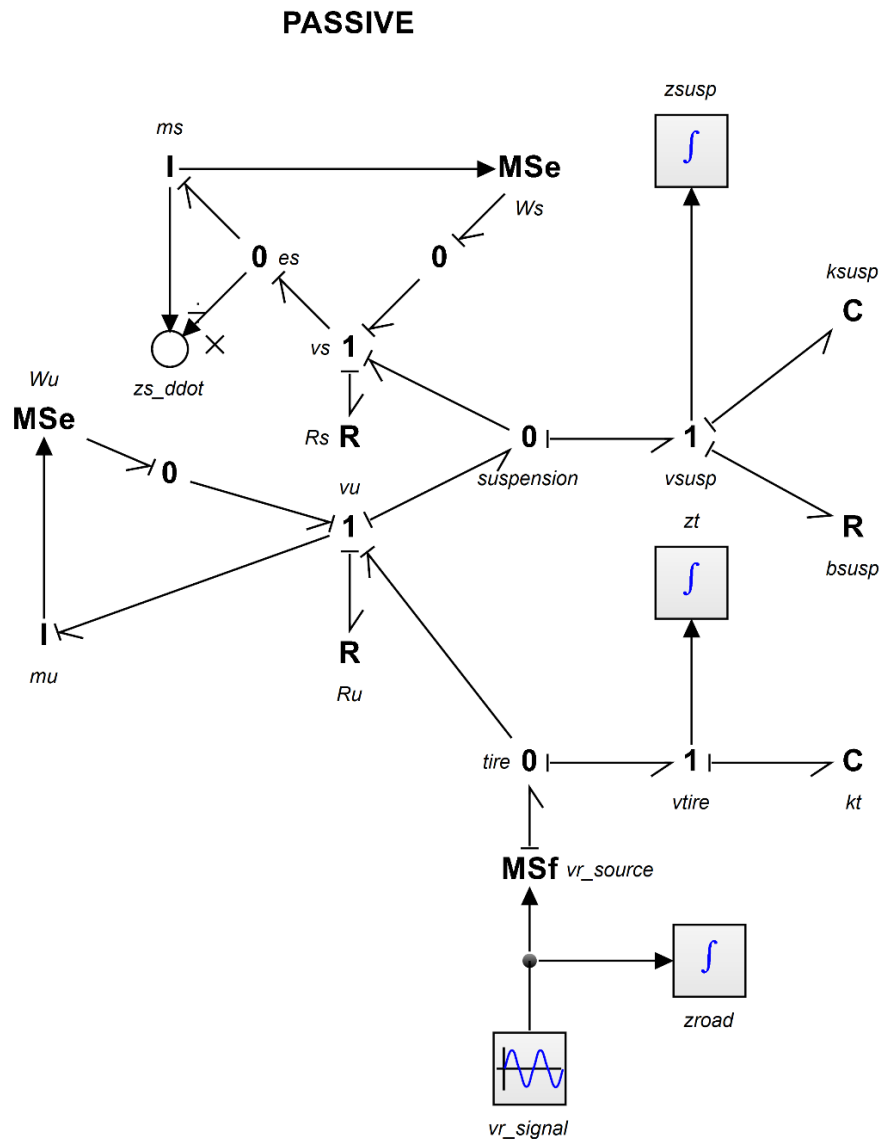 PASSIVE
zsusp
∫
ms
I
MSe
Ws
0 es
0
ksusp
C
÷
×
vs 1
zs_ddot
Wu
MSe
Rs R
0
1
suspension
vsusp
0
vu
1
zt
∫
R
bsusp
I
mu
R
Ru
tire 0
1
C
vtire
kt
MSf vr_source
∫
zroad
vr_signal